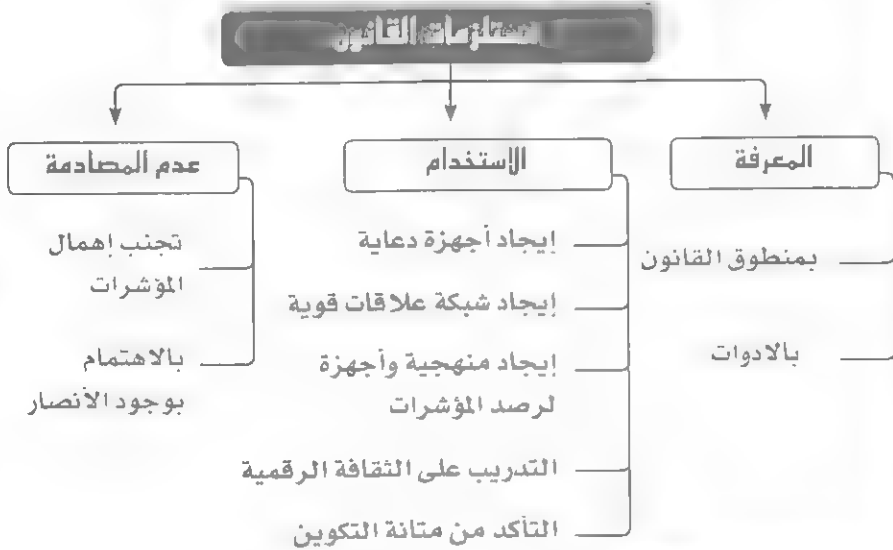 مستلزمات القانون
المعرفة
بمنطوق القانون
بالادوات
الاستخدام
إيجاد أجهزة دعاية
إيجاد شبكة علاقات قوية
إيجاد منهجية وأجهزة
لرصد المؤشرات
التدريب على الثقافة الرقمية
التأكد من متانة التكوين
عدم المصادمة
تجنب إهمال
المؤشرات
بالاهتمام
بوجود الأنصار